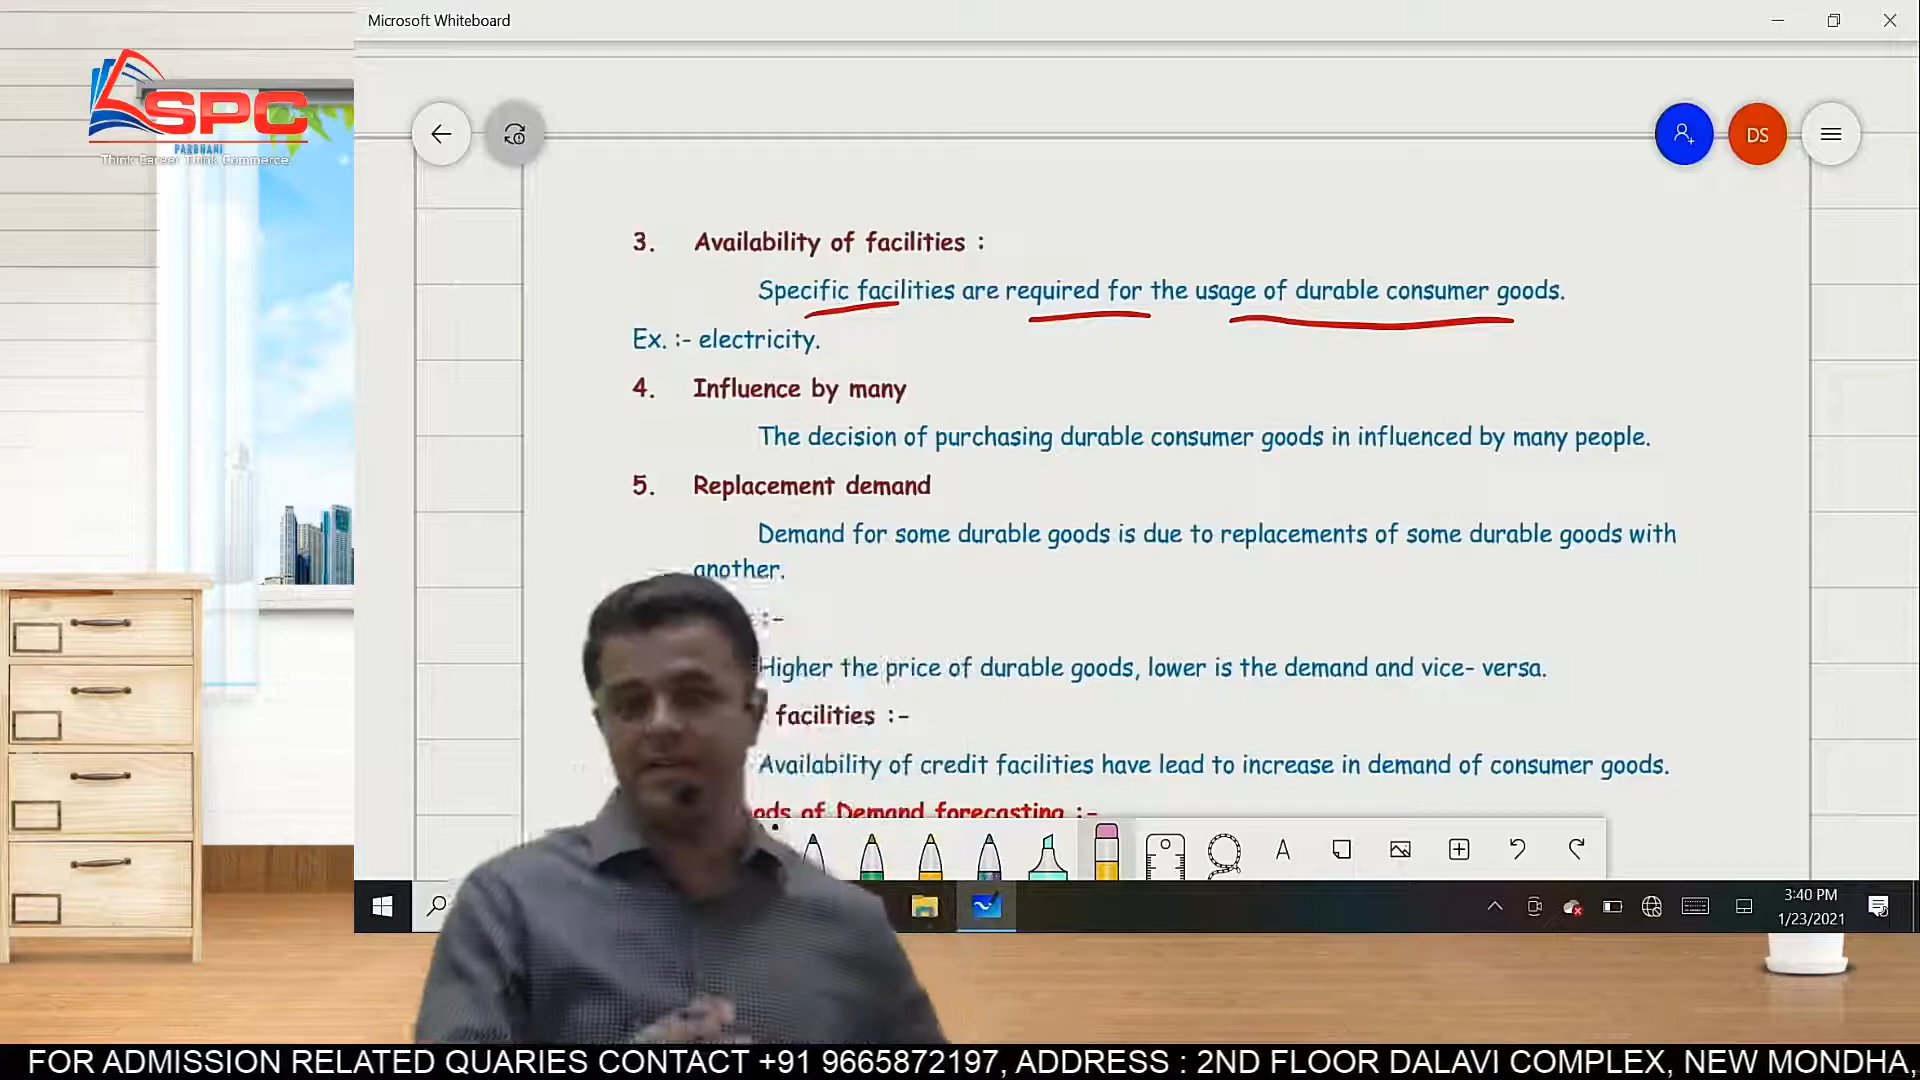 Microsoft Whiteboard
SPC
PARBHANI
Think Career Think Commerce.
DS
3. Availability of facilities :
Specific facilities are required for the usage of durable consumer goods.
Ex. :- electricity.
4. Influence by many
The decision of purchasing durable consumer goods in influenced by many people.
5. Replacement demand
Demand for some durable goods is due to replacements of some durable goods with
another.
:-
Higher the price of durable goods, lower is the demand and vice- versa.
facilities :-
Availability of credit facilities have lead to increase in demand of consumer goods.
of Demand forecasting :-
3:40 PM
1/23/2021
FOR ADMISSION RELATED QUARIES CONTACT +91 9665872197, ADDRESS : 2ND FLOOR DALAVI COMPLEX, NEW MONDHA,